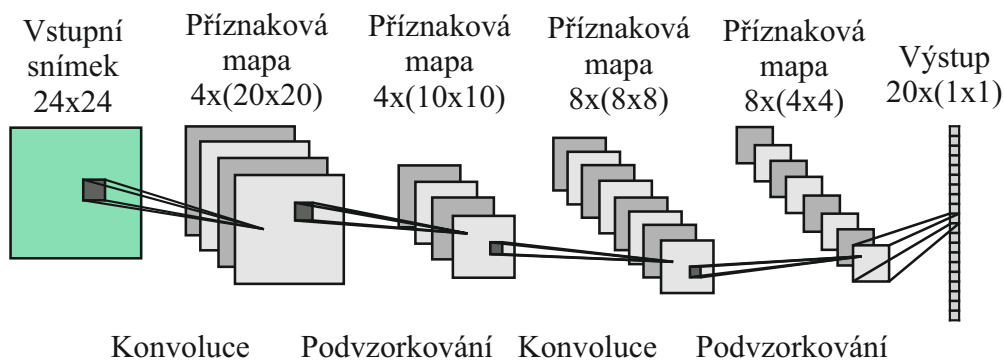 Vstupní
snímek
24x24
Příznaková
mapa
4x(20x20)
Příznaková
mapa
4x(10x10)
Příznaková
mapa
8x(8x8)
Příznaková
mapa
8x(4x4)
Výstup
20x(1x1)
Konvoluce
Podvzorkování
Konvoluce
Podvzorkování